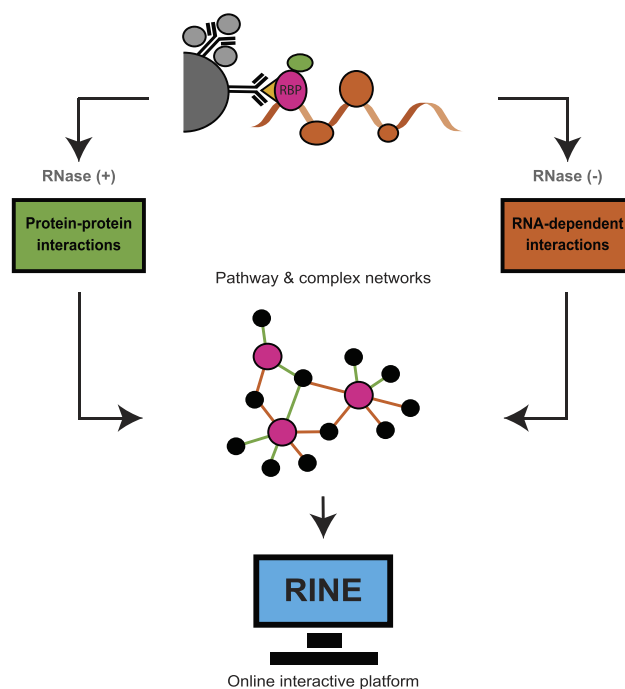 RBP
RNase (+)
RNase (-)
Protein-protein
interactions
RNA-dependent
interactions
Pathway & complex networks
RINE
Online interactive platform